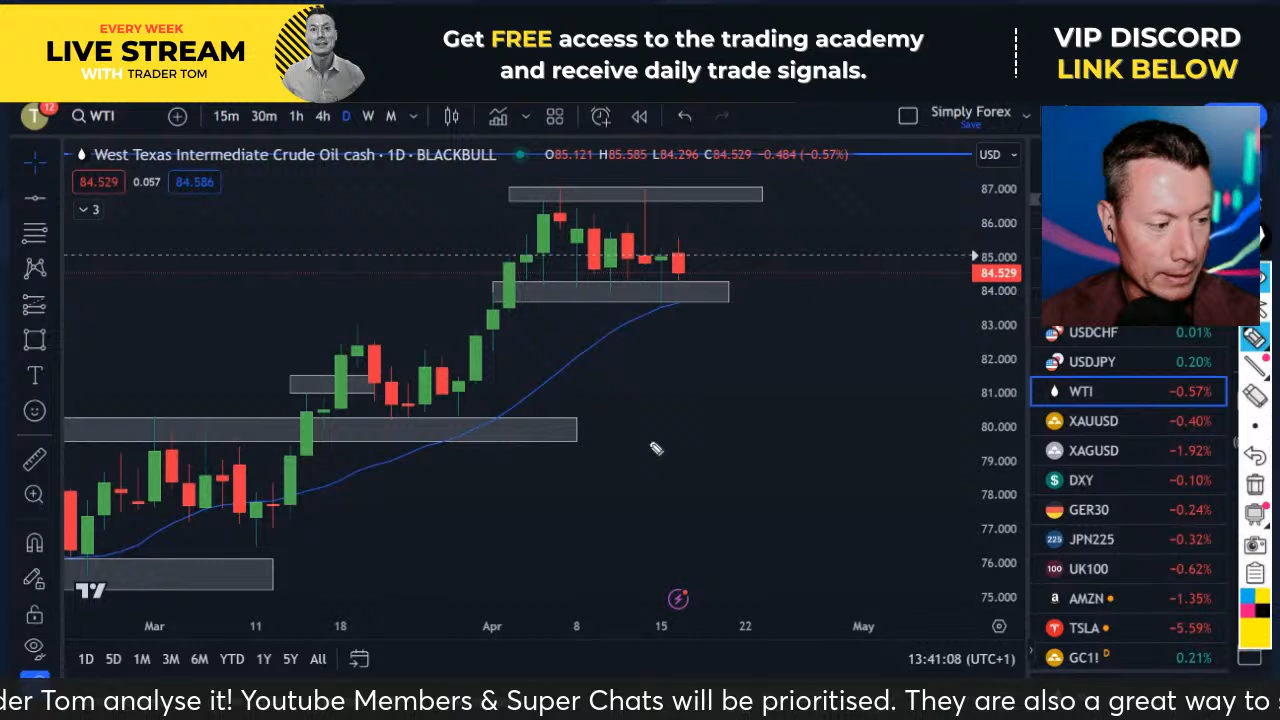 EVERY WEEK
LIVE STREAM
WITH TRADER TOM
Get FREE access to the trading academy
and receive daily trade signals.
VIP DISCORD
LINK BELOW
T 12 WTI 15m 30m 1h 4h D W M Simply Forex
Save
West Texas Intermediate Crude Oil cash · 1D · BLACKBULL O85.121 H85.585 L84.296 C84.529 −0.484 (−0.57%) USD
84.529 0.057 84.586
3
87.000
86.000
85.000
84.529
84.000
83.000
82.000
81.000
80.000
79.000
78.000
77.000
76.000
75.000
USDCHF 0.01%
USDJPY 0.20%
WTI −0.57%
XAUUSD −0.40%
XAGUSD −1.92%
DXY −0.10%
GER30 −0.24%
225 JPN225 −0.32%
100 UK100 −0.62%
AMZN −1.35%
TSLA −5.59%
GC1! D 0.21%
Mar 11 18 Apr 8 15 22 May
1D 5D 1M 3M 6M YTD 1Y 5Y All 13:41:08 (UTC+1)
der Tom analyse it! Youtube Members & Super Chats will be prioritised. They are also a great way to